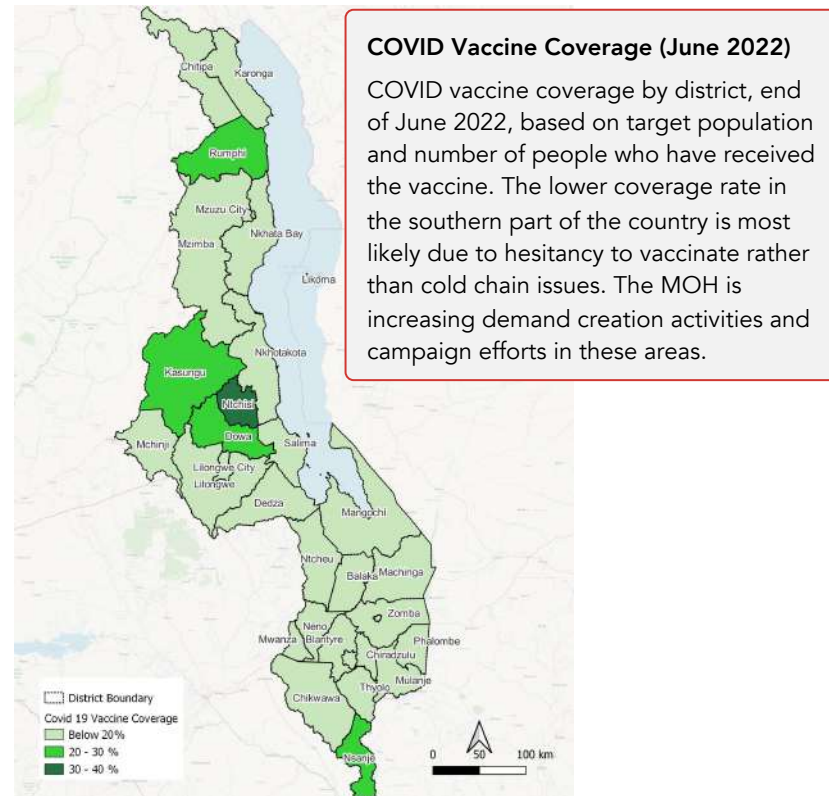 COVID Vaccine Coverage (June 2022)
COVID vaccine coverage by district, end
of June 2022, based on target population
and number of people who have received
the vaccine. The lower coverage rate in
the southern part of the country is most
likely due to hesitancy to vaccinate rather
than cold chain issues. The MOH is
increasing demand creation activities and
campaign efforts in these areas.
Chitipa
Karonga
Rumphi
Mzuzu City
Mzimba
Nkhata Bay
Likoma
Nkhotakota
Kasungu
Ntchisi
Dowa
Mchinji
Salima
Lilongwe City
Lilongwe
Dedza
Mangochi
Ntcheu
Balaka
Machinga
Zomba
Neno
Mwanza
Blantyre
Phalombe
Chiradzulu
Mulanje
Thyolo
Chikwawa
Nsanje
District Boundary
Covid 19 Vaccine Coverage
Below 20%
20 - 30 %
30 - 40 %
0 50 100 km